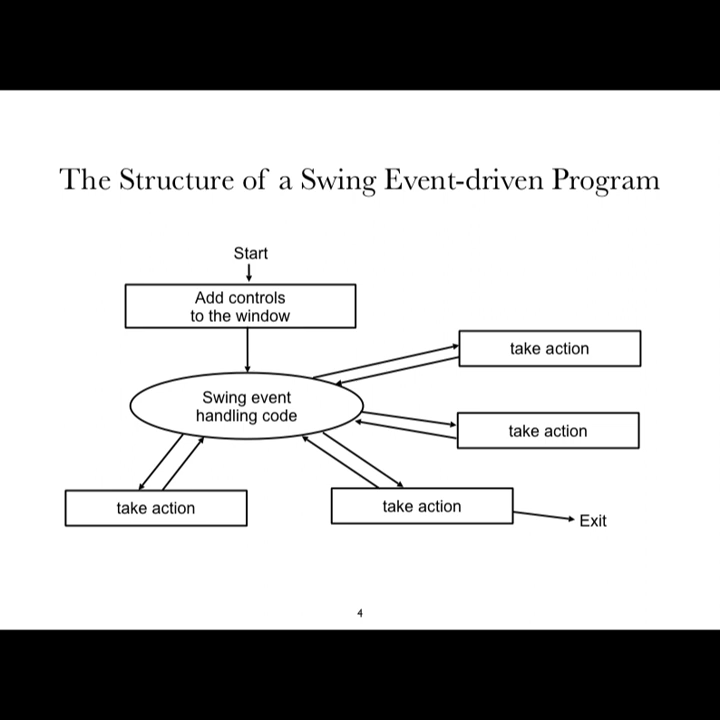 The Structure of a Swing Event-driven Program
Start
Add controls
to the window
take action
Swing event
handling code
take action
take action
take action
Exit
4